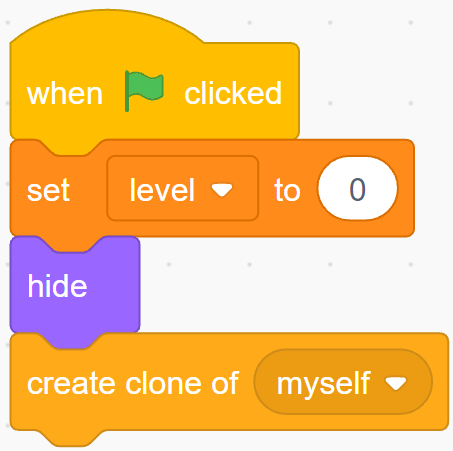 when clicked
set level to 0
hide
create clone of myself